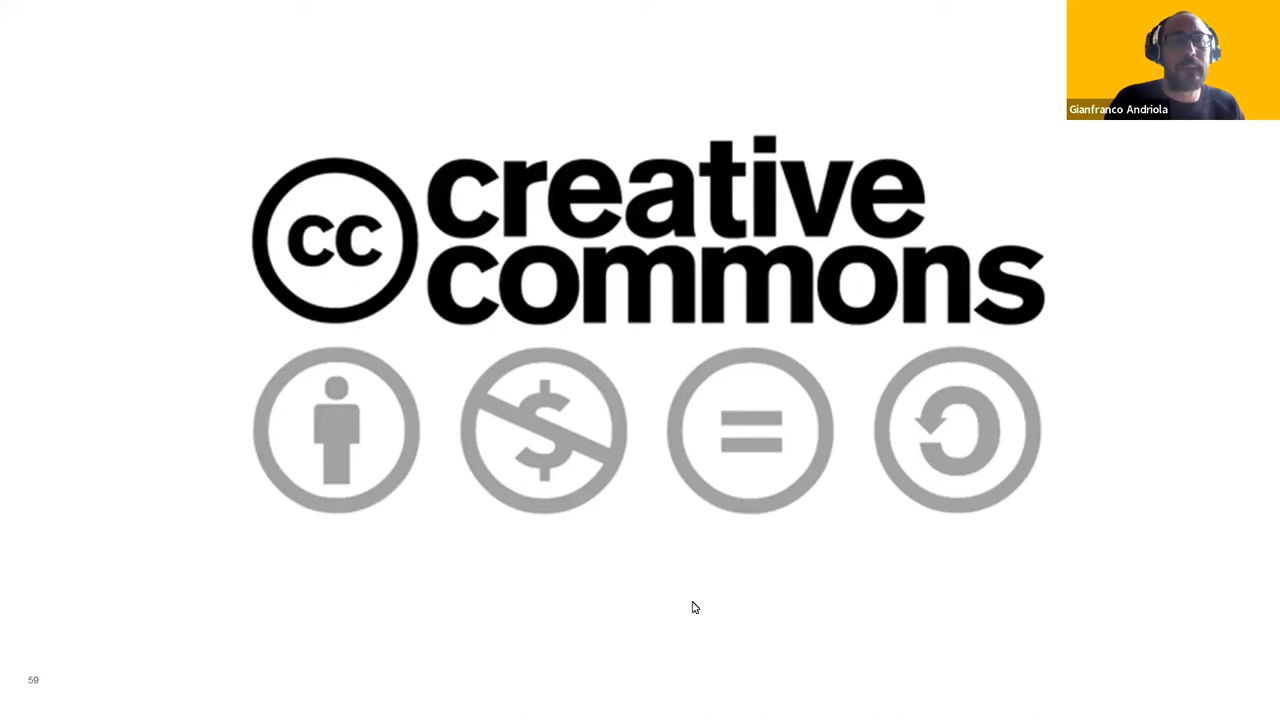 Gianfranco Andriola
cc creative
commons
$
=
59